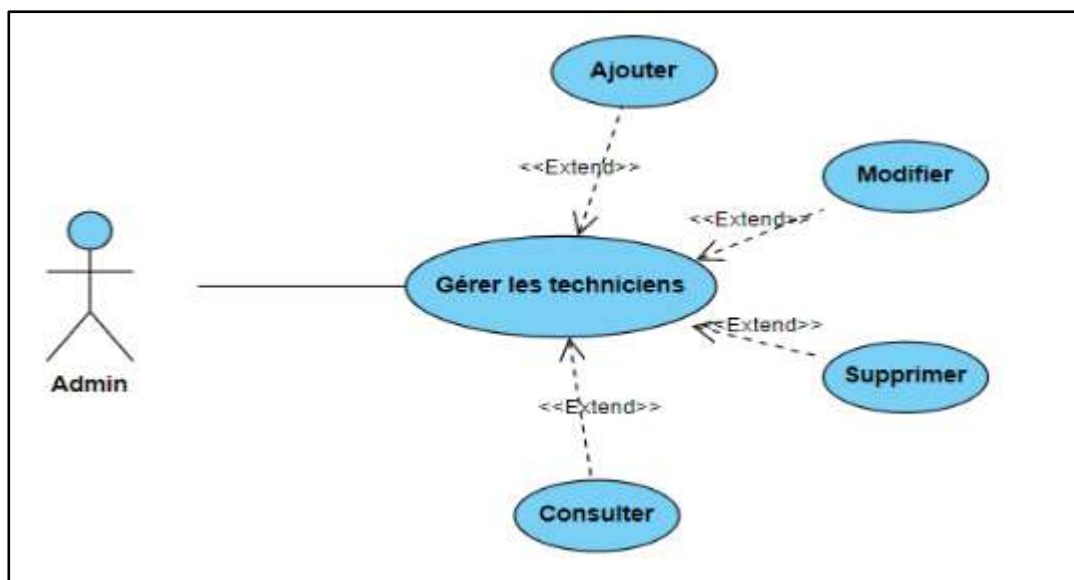 Ajouter
<<Extend>>
Modifier
<<Extend>>
Gérer les techniciens
<<Extend>>
Supprimer
Admin
<<Extend>>
Consulter